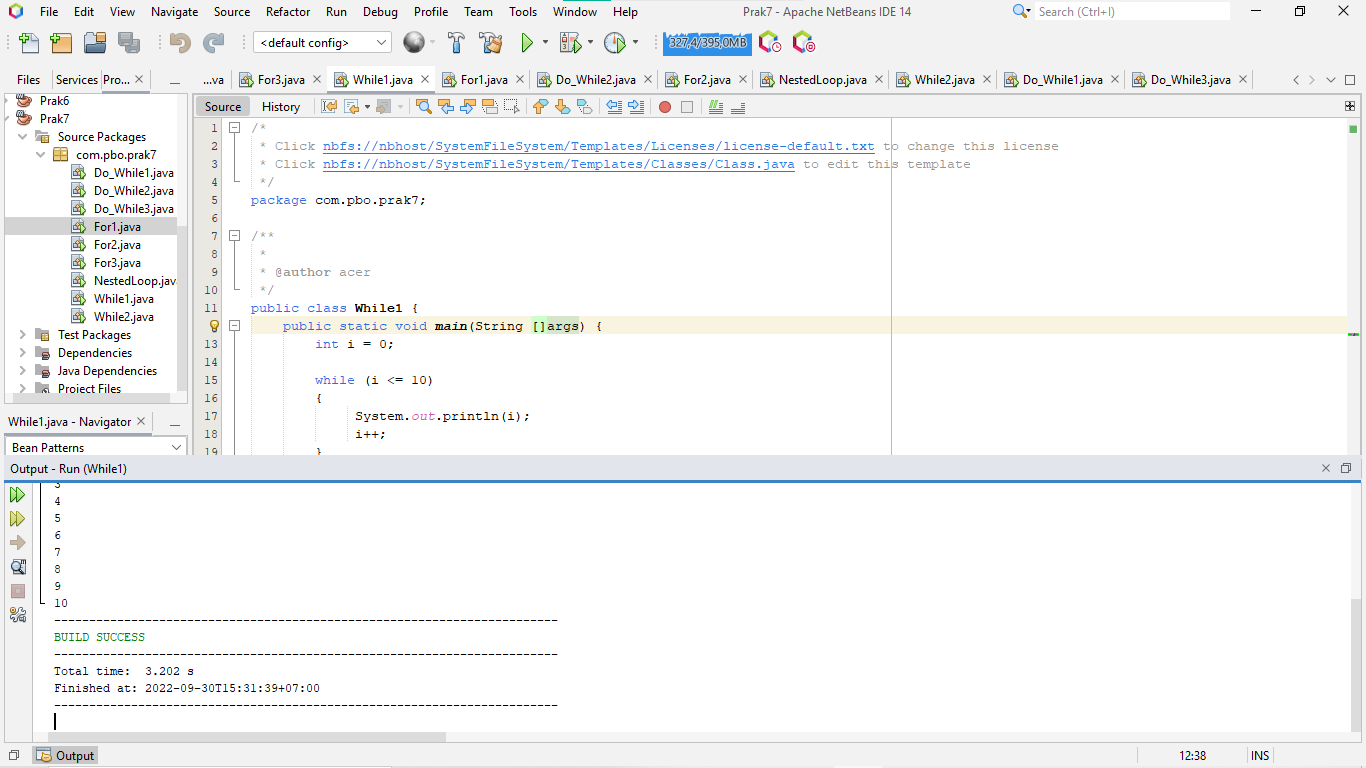 File Edit View Navigate Source Refactor Run Debug Profile Team Tools Window Help Prak7 - Apache NetBeans IDE 14 Search (Ctrl+I)
<default config> 327,4/395,0MB
Files Services Pro... ...va For3.java While1.java For1.java Do_While2.java For2.java NestedLoop.java While2.java Do_While1.java Do_While3.java
Prak6
Prak7
Source Packages
com.pbo.prak7
Do_While1.java
Do_While2.java
Do_While3.java
For1.java
For2.java
For3.java
NestedLoop.java
While1.java
While2.java
Test Packages
Dependencies
Java Dependencies
Project Files
While1.java - Navigator
Bean Patterns
Source History
1 /*
2 * Click nbfs://nbhost/SystemFileSystem/Templates/Licenses/license-default.txt to change this license
3 * Click nbfs://nbhost/SystemFileSystem/Templates/Classes/Class.java to edit this template
4 */
5 package com.pbo.prak7;
6
7 /**
8 *
9 * @author acer
10 */
11 public class While1 {
public static void main(String []args) {
13 int i = 0;
14
15 while (i <= 10)
16 {
17 System.out.println(i);
18 i++;
19 }
Output - Run (While1)
3
4
5
6
7
8
9
10
------------------------------------------------------------------------
BUILD SUCCESS
------------------------------------------------------------------------
Total time: 3.202 s
Finished at: 2022-09-30T15:31:39+07:00
------------------------------------------------------------------------
Output 12:38 INS